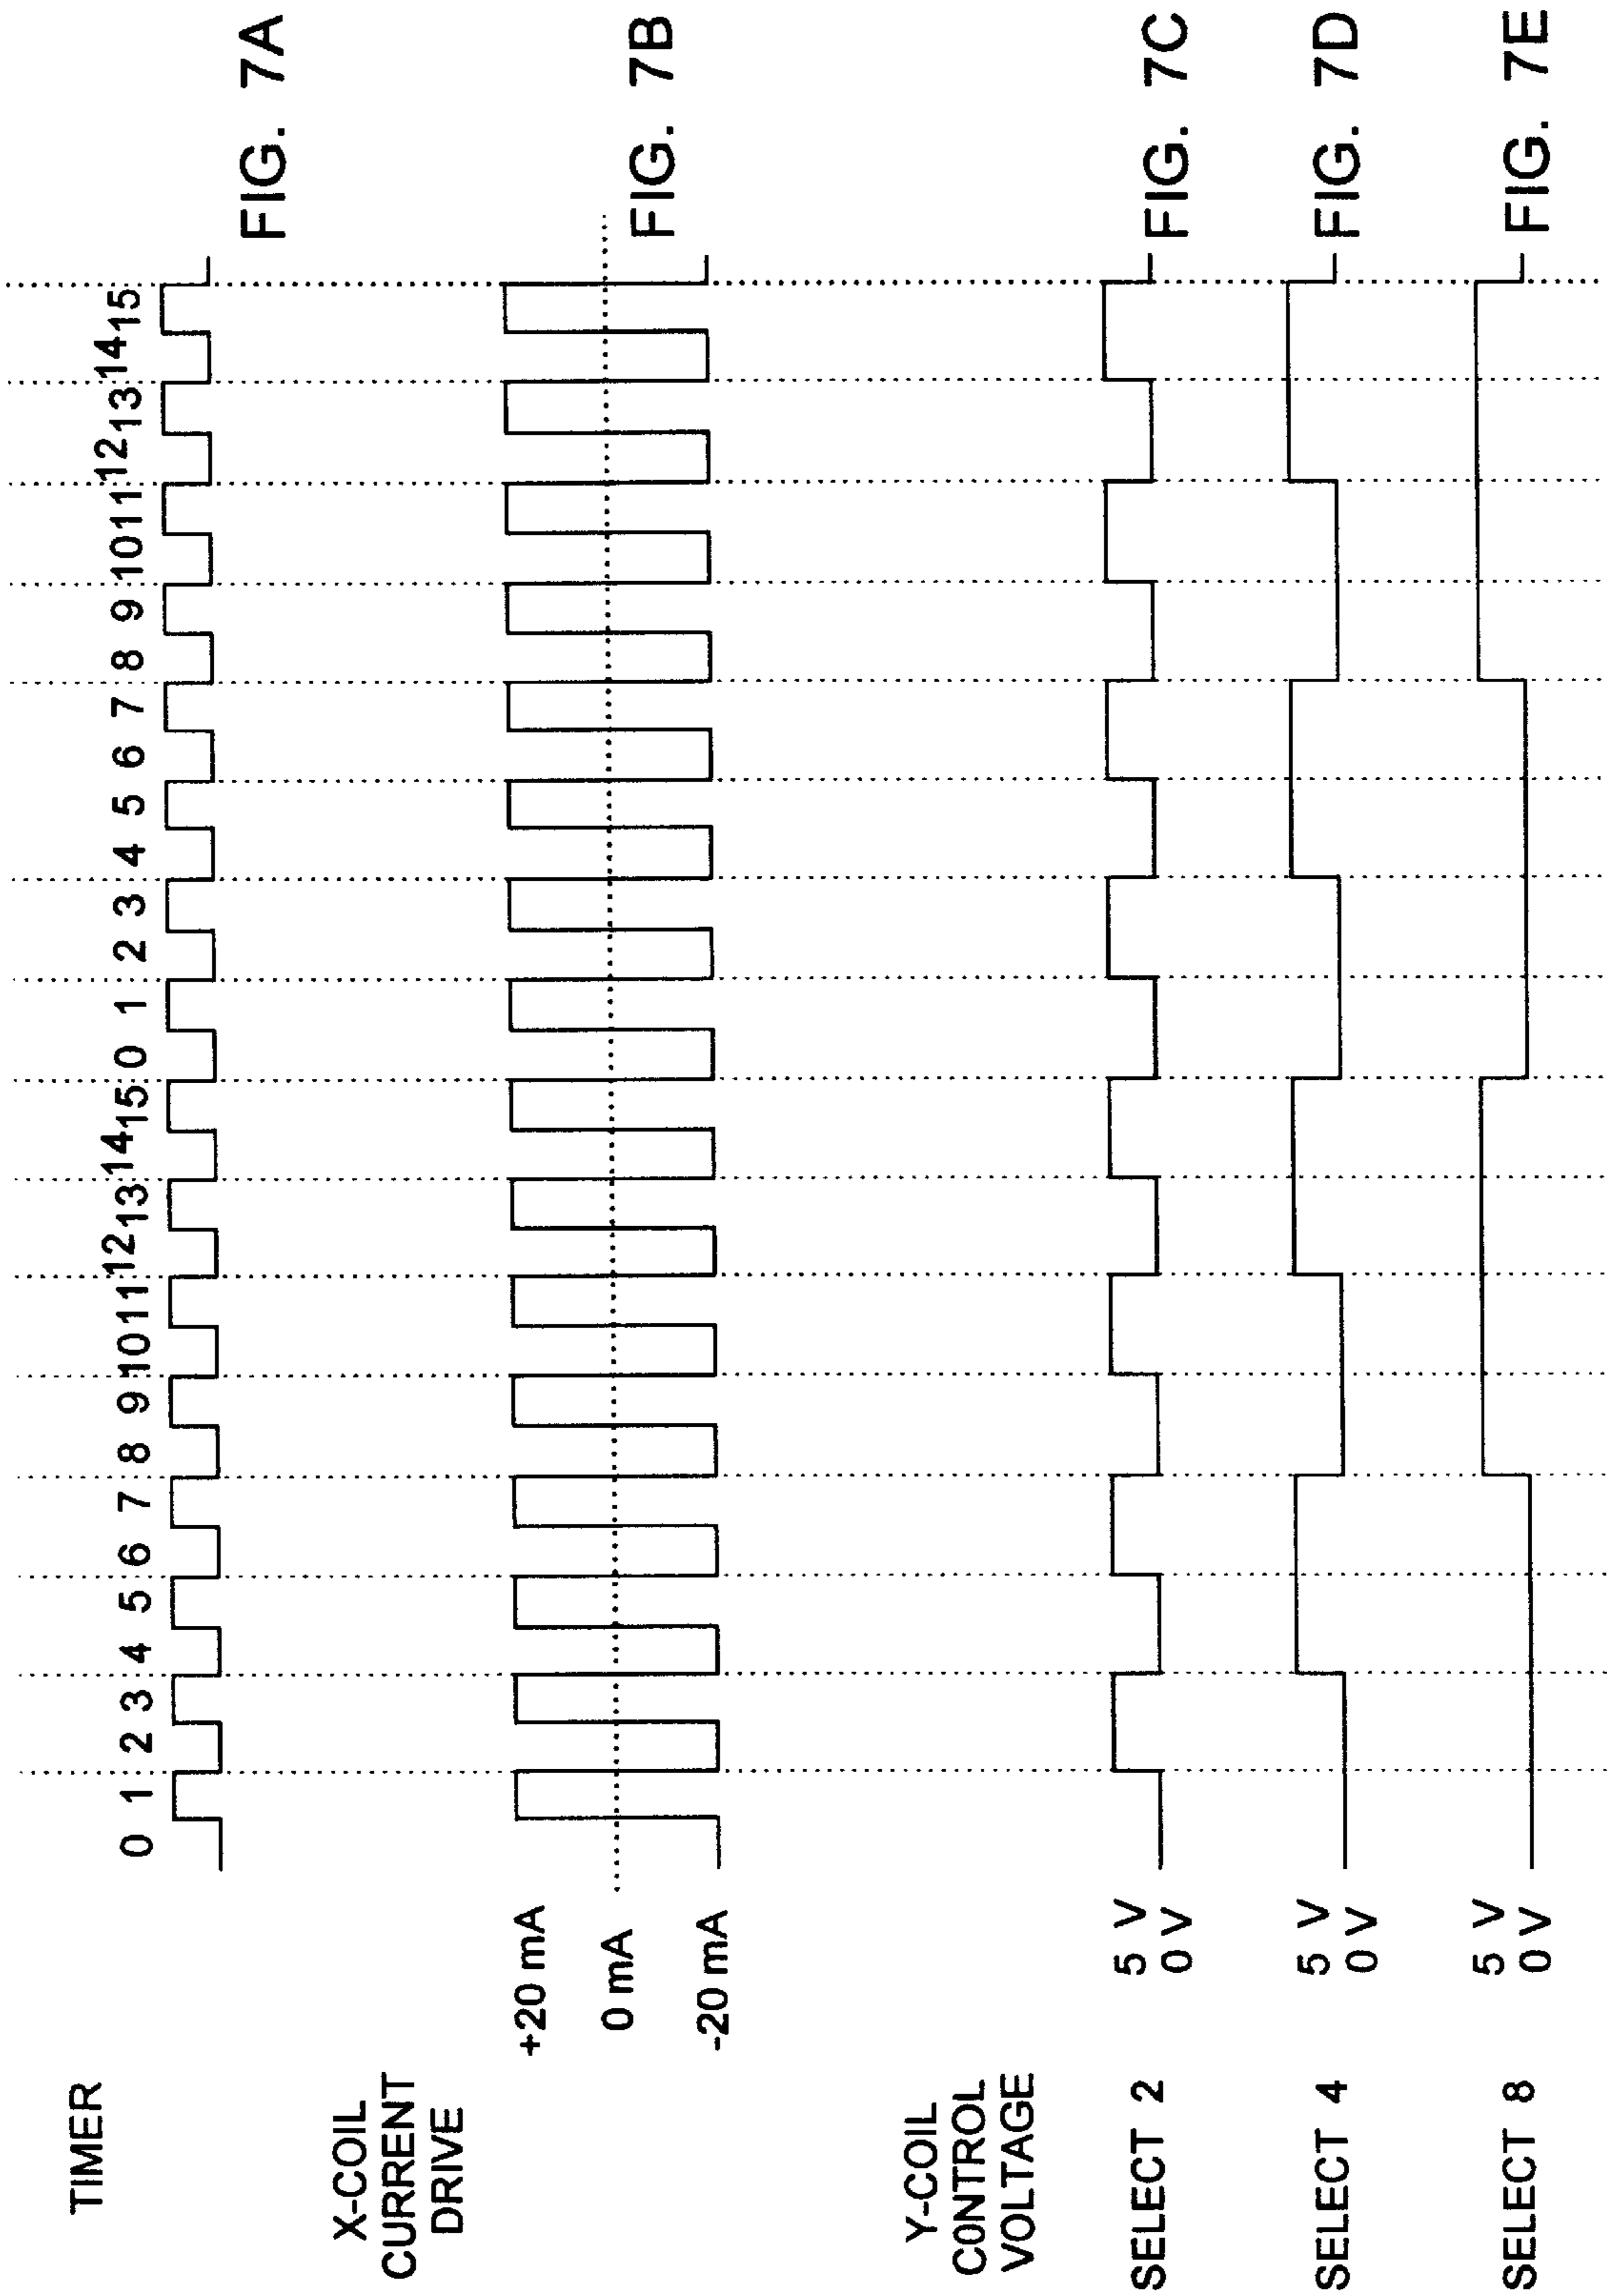 TIMER
0 1 2 3 4 5 6 7 8 9 10 11 12 13 14 15 0 1 2 3 4 5 6 7 8 9 10 11 12 13 14 15
FIG. 7A
X-COIL
CURRENT
DRIVE
+20 mA
0 mA
-20 mA
FIG. 7B
Y-COIL
C0NTROL
VOLTAGE
SELECT 2
5 V
0 V
FIG. 7C
SELECT 4
5 V
0 V
FIG. 7D
SELECT 8
5 V
0 V
FIG. 7E